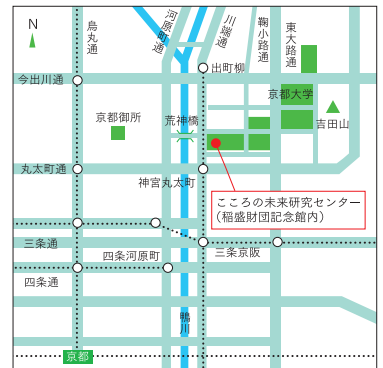 N
烏丸通
河原町通
川端通
鞠小路通
東大路通
出町柳
今出川通
京都大学
荒神橋
京都御所
吉田山
丸太町通
神宮丸太町
こころの未来研究センター
(稲盛財団記念館内)
三条通
三条京阪
四条河原町
四条通
鴨川
京都